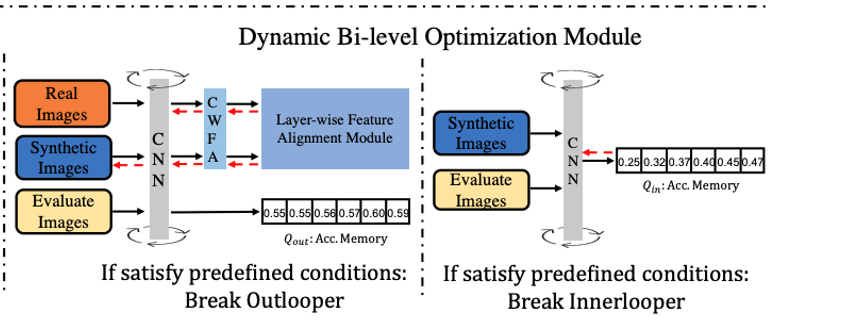 Dynamic Bi-level Optimization Module
Real
Images
Synthetic
Images
Evaluate
Images
C
N
N
C
W
F
A
Layer-wise Feature
Alignment Module
0.55 0.55 0.56 0.57 0.60 0.59
Qout: Acc. Memory
If satisfy predefined conditions:
Break Outlooper
Synthetic
Images
Evaluate
Images
C
N
N
0.25 0.32 0.37 0.40 0.45 0.47
Qin: Acc. Memory
If satisfy predefined conditions:
Break Innerlooper